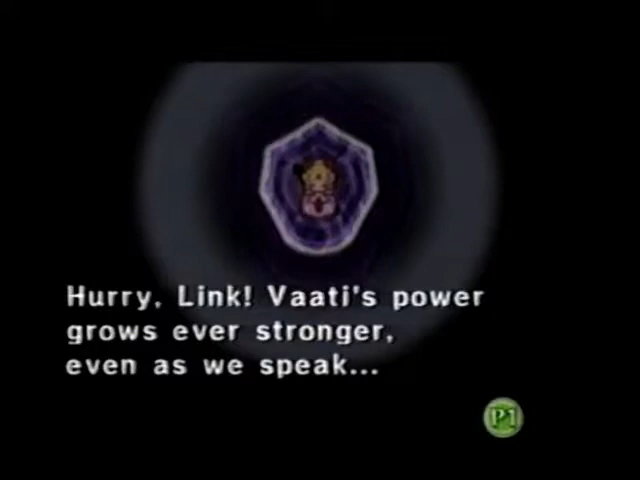 Hurry, Link! Vaati's power
grows ever stronger,
even as we speak...
P1